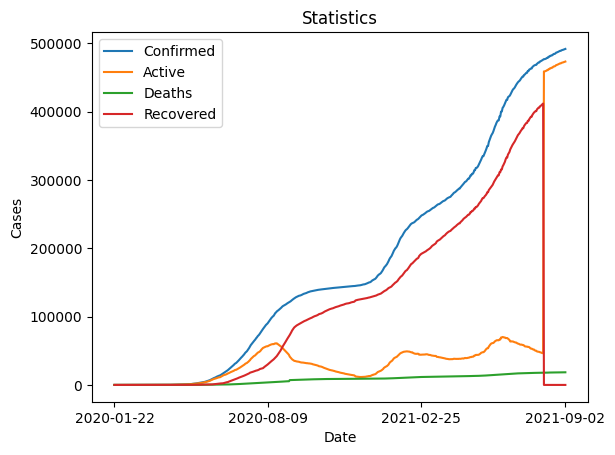 Statistics
500000
400000
300000
200000
100000
0
Cases
Confirmed
Active
Deaths
Recovered
2020-01-22 2020-08-09 2021-02-25 2021-09-02
Date